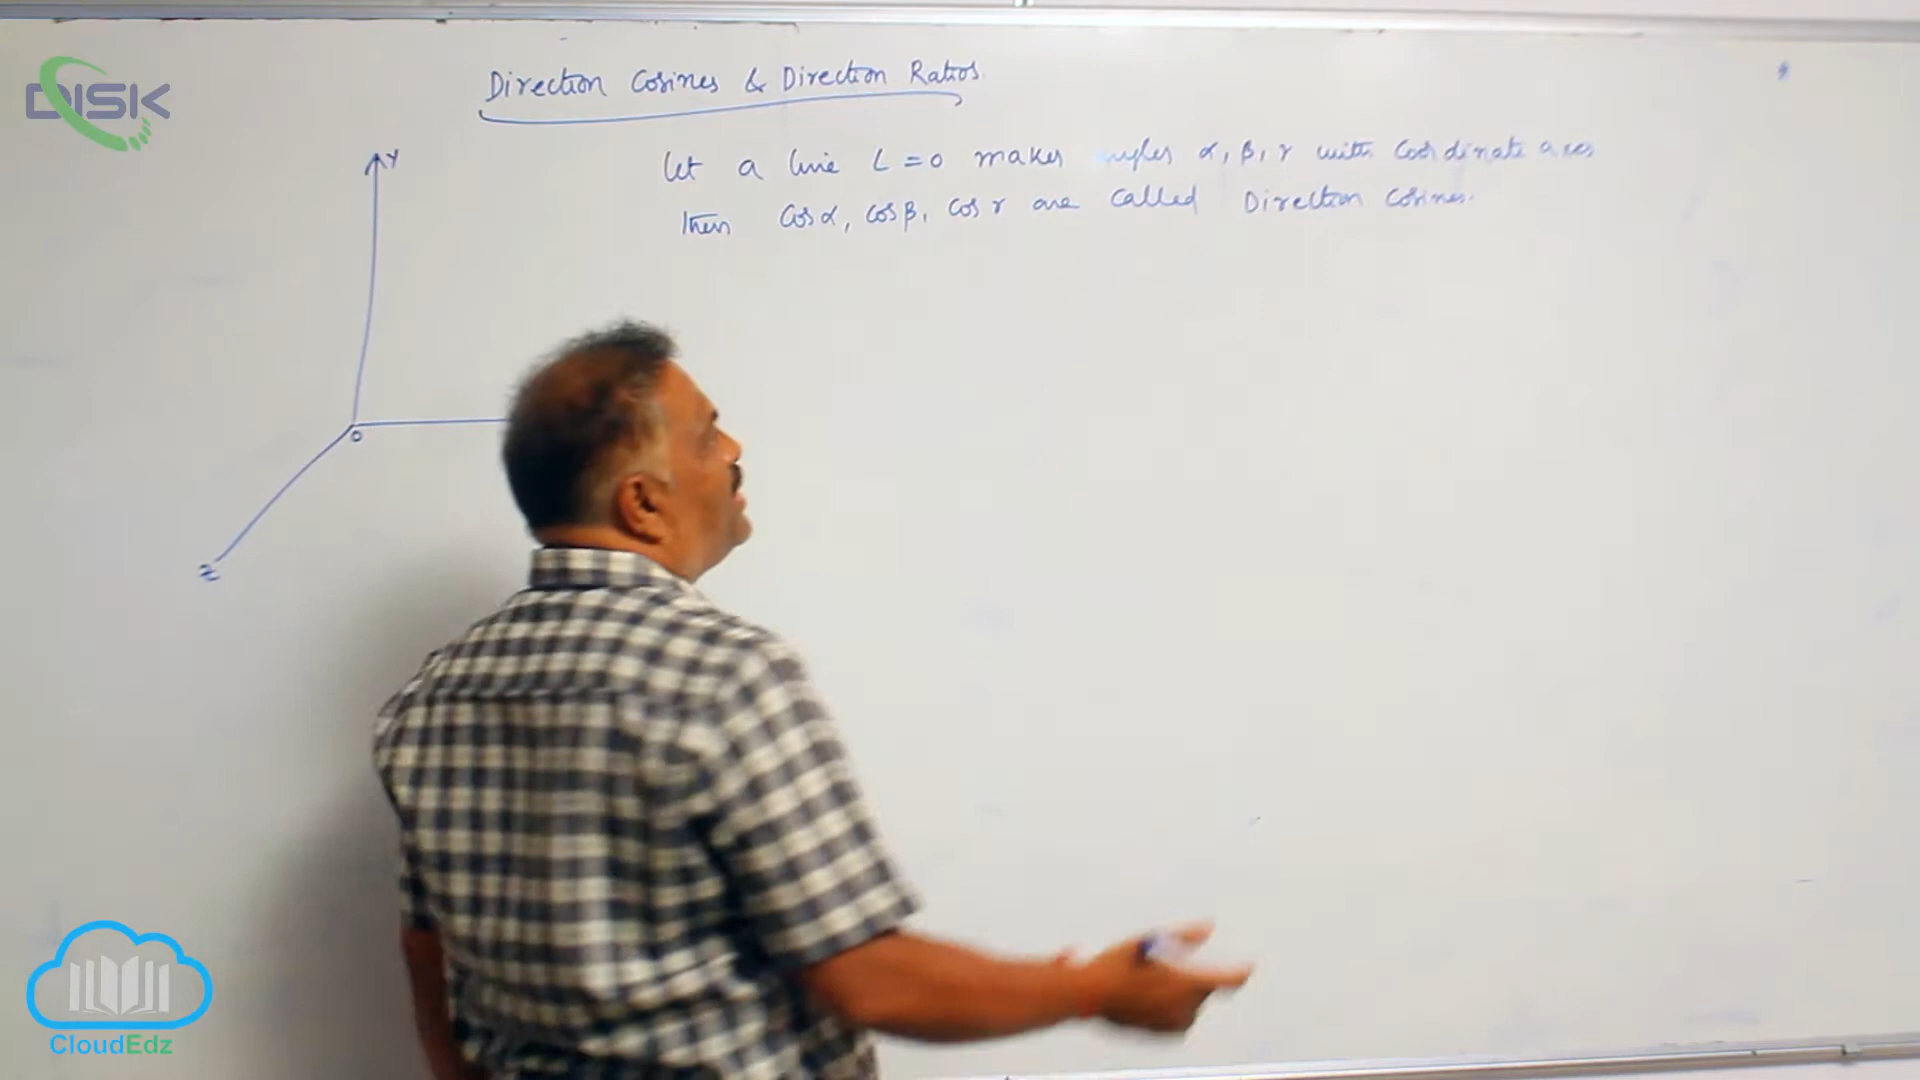 DISK
Direction Cosines & Direction Ratios.
Let a line L = 0 makes angles α, β, γ with coordinate axes
Then Cos α, Cos β, Cos γ are called Direction Cosines.
Y
O
Z
CloudEdz